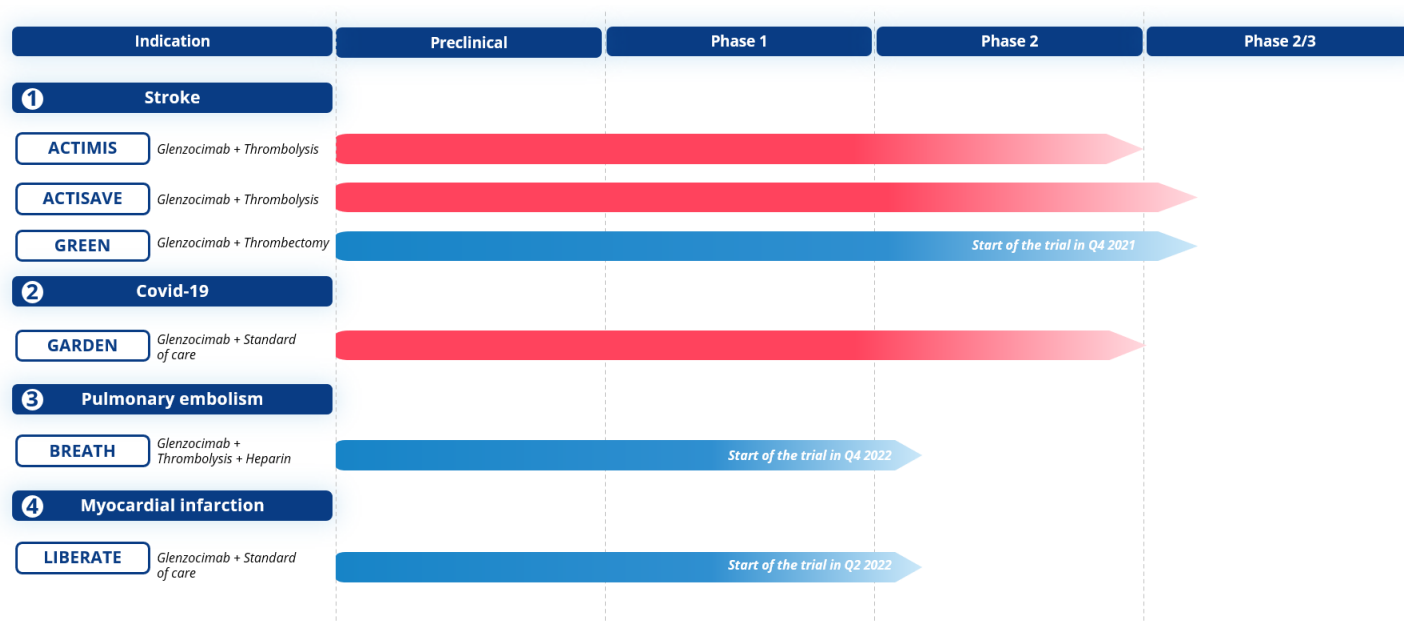 Indication
Preclinical
Phase 1
Phase 2
Phase 2/3
1 Stroke
ACTIMIS
Glenzocimab + Thrombolysis
ACTISAVE
Glenzocimab + Thrombolysis
GREEN
Glenzocimab + Thrombectomy
Start of the trial in Q4 2021
2 Covid-19
GARDEN
Glenzocimab + Standard
of care
3 Pulmonary embolism
BREATH
Glenzocimab +
Thrombolysis + Heparin
Start of the trial in Q4 2022
4 Myocardial infarction
LIBERATE
Glenzocimab + Standard
of care
Start of the trial in Q2 2022